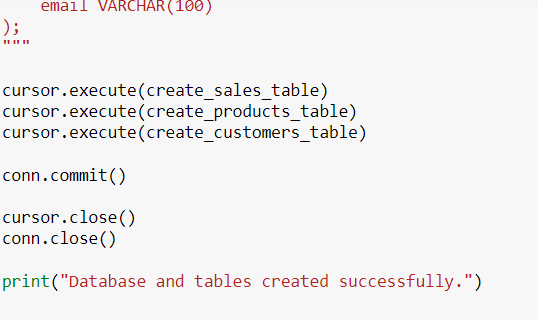 email VARCHAR(100)
);
"""
cursor.execute(create_sales_table)
cursor.execute(create_products_table)
cursor.execute(create_customers_table)
conn.commit()
cursor.close()
conn.close()
print("Database and tables created successfully.")